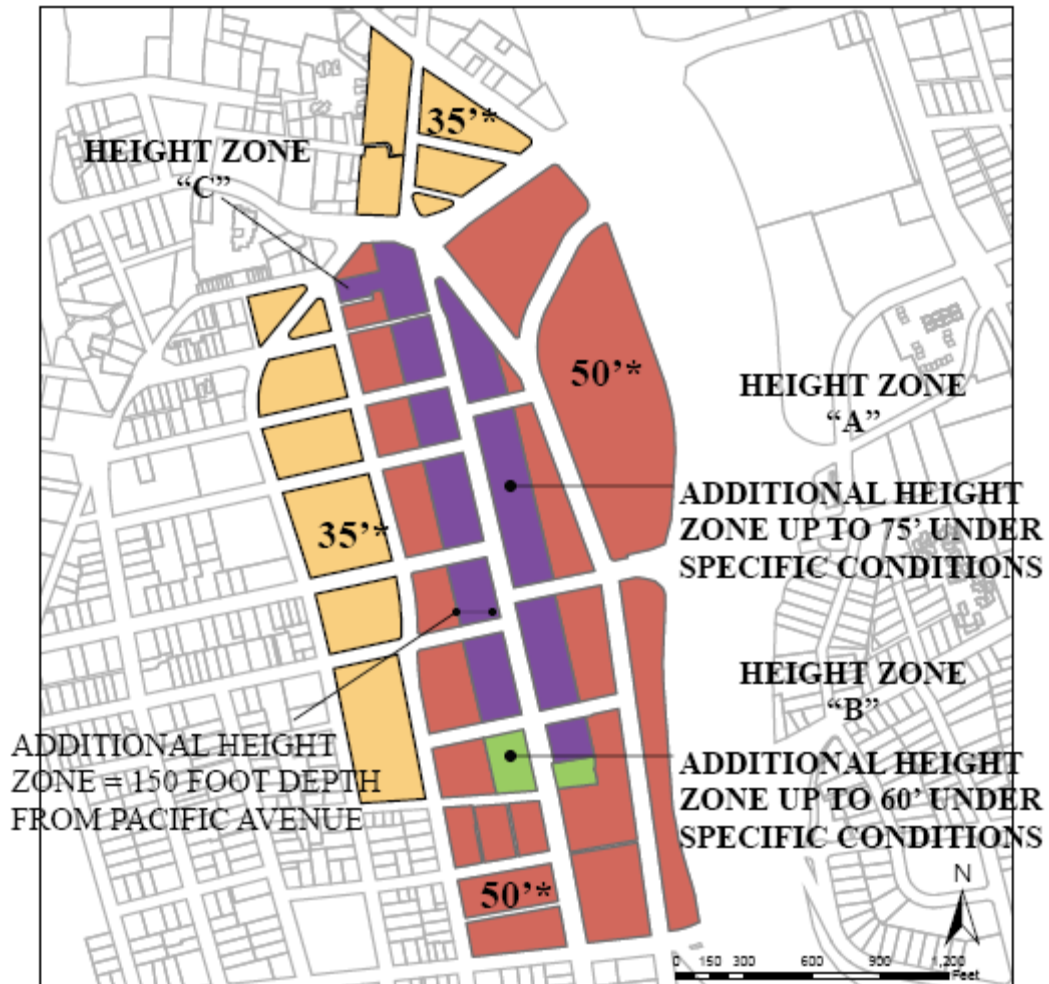 35’*
HEIGHT ZONE
“C”
50’*
HEIGHT ZONE
“A”
ADDITIONAL HEIGHT
ZONE UP TO 75’ UNDER
SPECIFIC CONDITIONS
35’*
HEIGHT ZONE
“B”
ADDITIONAL HEIGHT
ZONE = 150 FOOT DEPTH
FROM PACIFIC AVENUE
ADDITIONAL HEIGHT
ZONE UP TO 60’ UNDER
SPECIFIC CONDITIONS
50’*
N
0 150 300 600 900 1,200
Feet